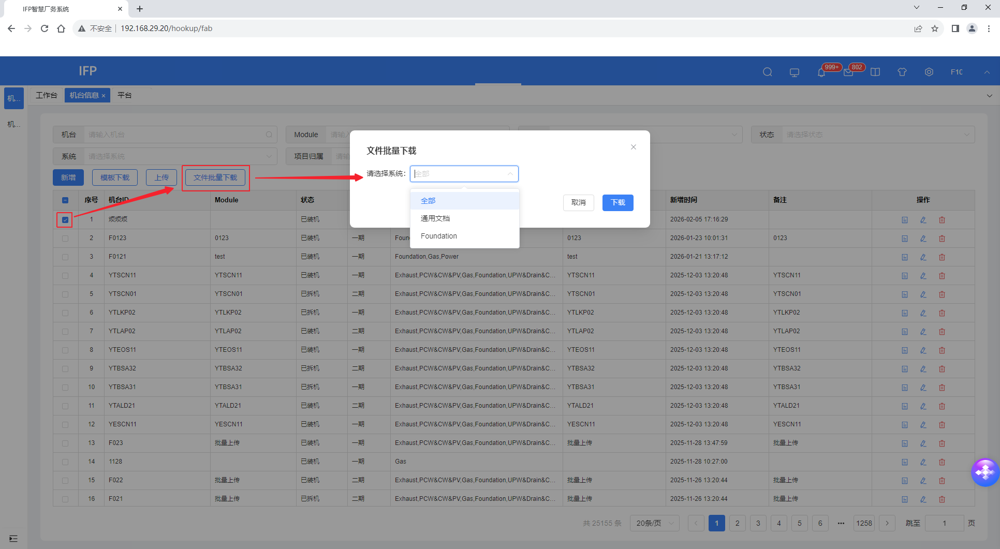 IFP智慧厂务系统
不安全 192.168.29.20/hookup/fab
IFP 999+ 802 F10
机... 工作台 机台信息 平台
机...
机台 请输入机台 Module 请输入 状态 请选择状态
系统 请选择系统 项目归属 请输
新增 模板下载 上传 文件批量下载
文件批量下载
请选择系统: 全部
全部
通用文档
Foundation
取消 下载
序号 机台ID Module 状态 新增时间 备注 操作
1 烦烦烦 已装机 2026-02-05 17:16:29
2 F0123 0123 已装机 一期 Foun 0123 2026-01-23 10:01:31 0123
3 F0121 test 已装机 一期 Foundation,Gas,Power test 2026-01-21 13:17:12
4 YTSCN11 YTSCN11 已装机 一期 Exhaust,PCW&CW&PV,Gas,Foundation,UPW&Drain&C... YTSCN11 2025-12-03 13:20:48 YTSCN11
5 YTSCN01 YTSCN01 已拆机 二期 Exhaust,PCW&CW&PV,Gas,Foundation,UPW&Drain&C... YTSCN01 2025-12-03 13:20:48 YTSCN01
6 YTLKP02 YTLKP02 已拆机 一期 Exhaust,PCW&CW&PV,Gas,Foundation,UPW&Drain&C... YTLKP02 2025-12-03 13:20:48 YTLKP02
7 YTLAP02 YTLAP02 已装机 二期 Exhaust,PCW&CW&PV,Gas,Foundation,UPW&Drain&C... YTLAP02 2025-12-03 13:20:48 YTLAP02
8 YTEOS11 YTEOS11 已装机 一期 Exhaust,PCW&CW&PV,Gas,Foundation,UPW&Drain&C... YTEOS11 2025-12-03 13:20:48 YTEOS11
9 YTBSA32 YTBSA32 已拆机 二期 Exhaust,PCW&CW&PV,Gas,Foundation,UPW&Drain&C... YTBSA32 2025-12-03 13:20:48 YTBSA32
10 YTBSA31 YTBSA31 已拆机 一期 Exhaust,PCW&CW&PV,Gas,Foundation,UPW&Drain&C... YTBSA31 2025-12-03 13:20:48 YTBSA31
11 YTALD21 YTALD21 已装机 二期 Exhaust,PCW&CW&PV,Gas,Foundation,UPW&Drain&C... YTALD21 2025-12-03 13:20:48 YTALD21
12 YESCN11 YESCN11 已装机 一期 Exhaust,PCW&CW&PV,Gas,Foundation,UPW&Drain&C... YESCN11 2025-12-03 13:20:48 YESCN11
13 F023 批量上传 已装机 一期 Exhaust,PCW&CW&PV,Gas,Foundation,UPW&Drain&C... 批量上传 2025-11-28 13:47:59 批量上传
14 1128 已装机 一期 Gas 2025-11-28 10:27:00
15 F022 批量上传 已装机 二期 Exhaust,PCW&CW&PV,Gas,Foundation,UPW&Drain&C... 批量上传 2025-11-26 13:20:44 批量上传
16 F021 批量上传 已拆机 二期 Exhaust,PCW&CW&PV,Gas,Foundation,UPW&Drain&C... 批量上传 2025-11-26 13:20:44 批量上传
共 25155 条 20条/页 1 2 3 4 5 6 ••• 1258 跳至 1 页